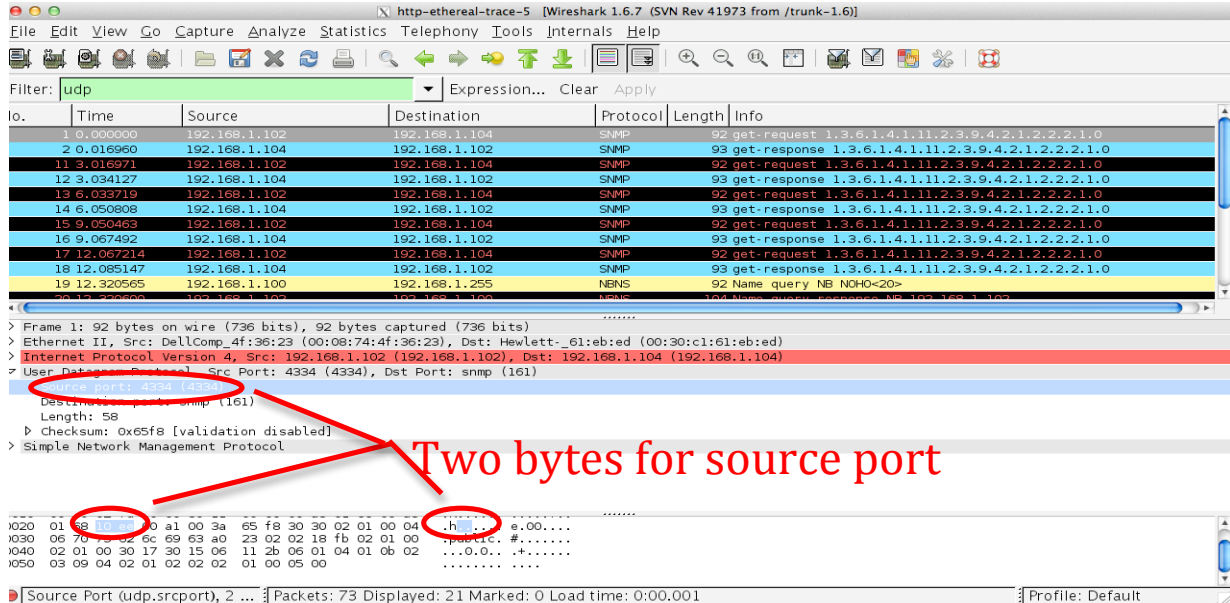 http-ethereal-trace-5 [Wireshark 1.6.7 (SVN Rev 41973 from /trunk-1.6)]
File Edit View Go Capture Analyze Statistics Telephony Tools Internals Help
Filter: udp Expression... Clear Apply
lo. Time Source Destination Protocol Length Info
1 0.000000 192.168.1.102 192.168.1.104 SNMP 92 get-request 1.3.6.1.4.1.11.2.3.9.4.2.1.2.2.2.1.0
2 0.016960 192.168.1.104 192.168.1.102 SNMP 93 get-response 1.3.6.1.4.1.11.2.3.9.4.2.1.2.2.2.1.0
11 3.016971 192.168.1.102 192.168.1.104 SNMP 92 get-request 1.3.6.1.4.1.11.2.3.9.4.2.1.2.2.2.1.0
12 3.034127 192.168.1.104 192.168.1.102 SNMP 93 get-response 1.3.6.1.4.1.11.2.3.9.4.2.1.2.2.2.1.0
13 6.033719 192.168.1.102 192.168.1.104 SNMP 92 get-request 1.3.6.1.4.1.11.2.3.9.4.2.1.2.2.2.1.0
14 6.050808 192.168.1.104 192.168.1.102 SNMP 93 get-response 1.3.6.1.4.1.11.2.3.9.4.2.1.2.2.2.1.0
15 9.050463 192.168.1.102 192.168.1.104 SNMP 92 get-request 1.3.6.1.4.1.11.2.3.9.4.2.1.2.2.2.1.0
16 9.067492 192.168.1.104 192.168.1.102 SNMP 93 get-response 1.3.6.1.4.1.11.2.3.9.4.2.1.2.2.2.1.0
17 12.067214 192.168.1.102 192.168.1.104 SNMP 92 get-request 1.3.6.1.4.1.11.2.3.9.4.2.1.2.2.2.1.0
18 12.085147 192.168.1.104 192.168.1.102 SNMP 93 get-response 1.3.6.1.4.1.11.2.3.9.4.2.1.2.2.2.1.0
19 12.320565 192.168.1.100 192.168.1.255 NBNS 92 Name query NB NOHO<20>
20 12.320600 192.168.1.102 192.168.1.100 NBNS 104 Name query response NB 192.168.1.102
Frame 1: 92 bytes on wire (736 bits), 92 bytes captured (736 bits)
Ethernet II, Src: DellComp_4f:36:23 (00:08:74:4f:36:23), Dst: Hewlett-_61:eb:ed (00:30:c1:61:eb:ed)
Internet Protocol Version 4, Src: 192.168.1.102 (192.168.1.102), Dst: 192.168.1.104 (192.168.1.104)
User Datagram Protocol, Src Port: 4334 (4334), Dst Port: snmp (161)
Source port: 4334 (4334)
Destination port: snmp (161)
Length: 58
Checksum: 0x65f8 [validation disabled]
Simple Network Management Protocol
Two bytes for source port
0020 01 68 10 ee 00 a1 00 3a 65 f8 30 30 02 01 00 04 .h..... e.00....
0030 06 70 75 62 6c 69 63 a0 23 02 02 18 fb 02 01 00 .public. #.......
0040 02 01 00 30 17 30 15 06 11 2b 06 01 04 01 0b 02 ...0.0.. .+......
0050 03 09 04 02 01 02 02 02 01 00 05 00 ........ ....
Source Port (udp.srcport), 2 ... Packets: 73 Displayed: 21 Marked: 0 Load time: 0:00.001 Profile: Default